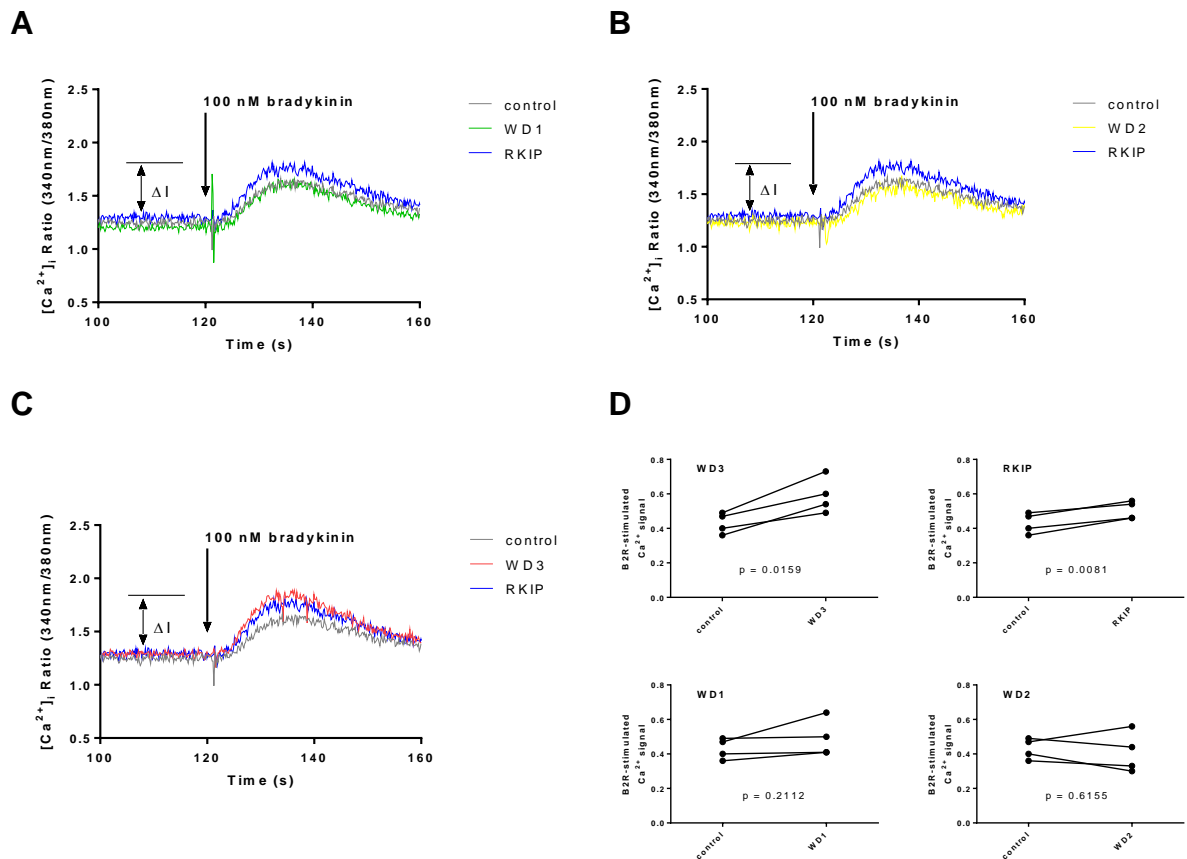 A
2.5
2.0
1.5
1.0
0.5
100
120
140
160
[Ca2+]i Ratio (340nm/380nm)
Time (s)
ΔI
100 nM bradykinin
control
WD1
RKIP
B
2.5
2.0
1.5
1.0
0.5
100
120
140
160
[Ca2+]i Ratio (340nm/380nm)
Time (s)
ΔI
100 nM bradykinin
control
WD2
RKIP
C
2.5
2.0
1.5
1.0
0.5
100
120
140
160
[Ca2+]i Ratio (340nm/380nm)
Time (s)
ΔI
100 nM bradykinin
control
WD3
RKIP
D
WD3
0.8
0.6
0.4
0.2
0.0
B2R-stimulated
Ca2+ signal
p = 0.0159
control
WD3
RKIP
0.8
0.6
0.4
0.2
0.0
B2R-stimulated
Ca2+ signal
p = 0.0081
control
RKIP
WD1
0.8
0.6
0.4
0.2
0.0
B2R-stimulated
Ca2+ signal
p = 0.2112
control
WD1
WD2
0.8
0.6
0.4
0.2
0.0
B2R-stimulated
Ca2+ signal
p = 0.6155
control
WD2